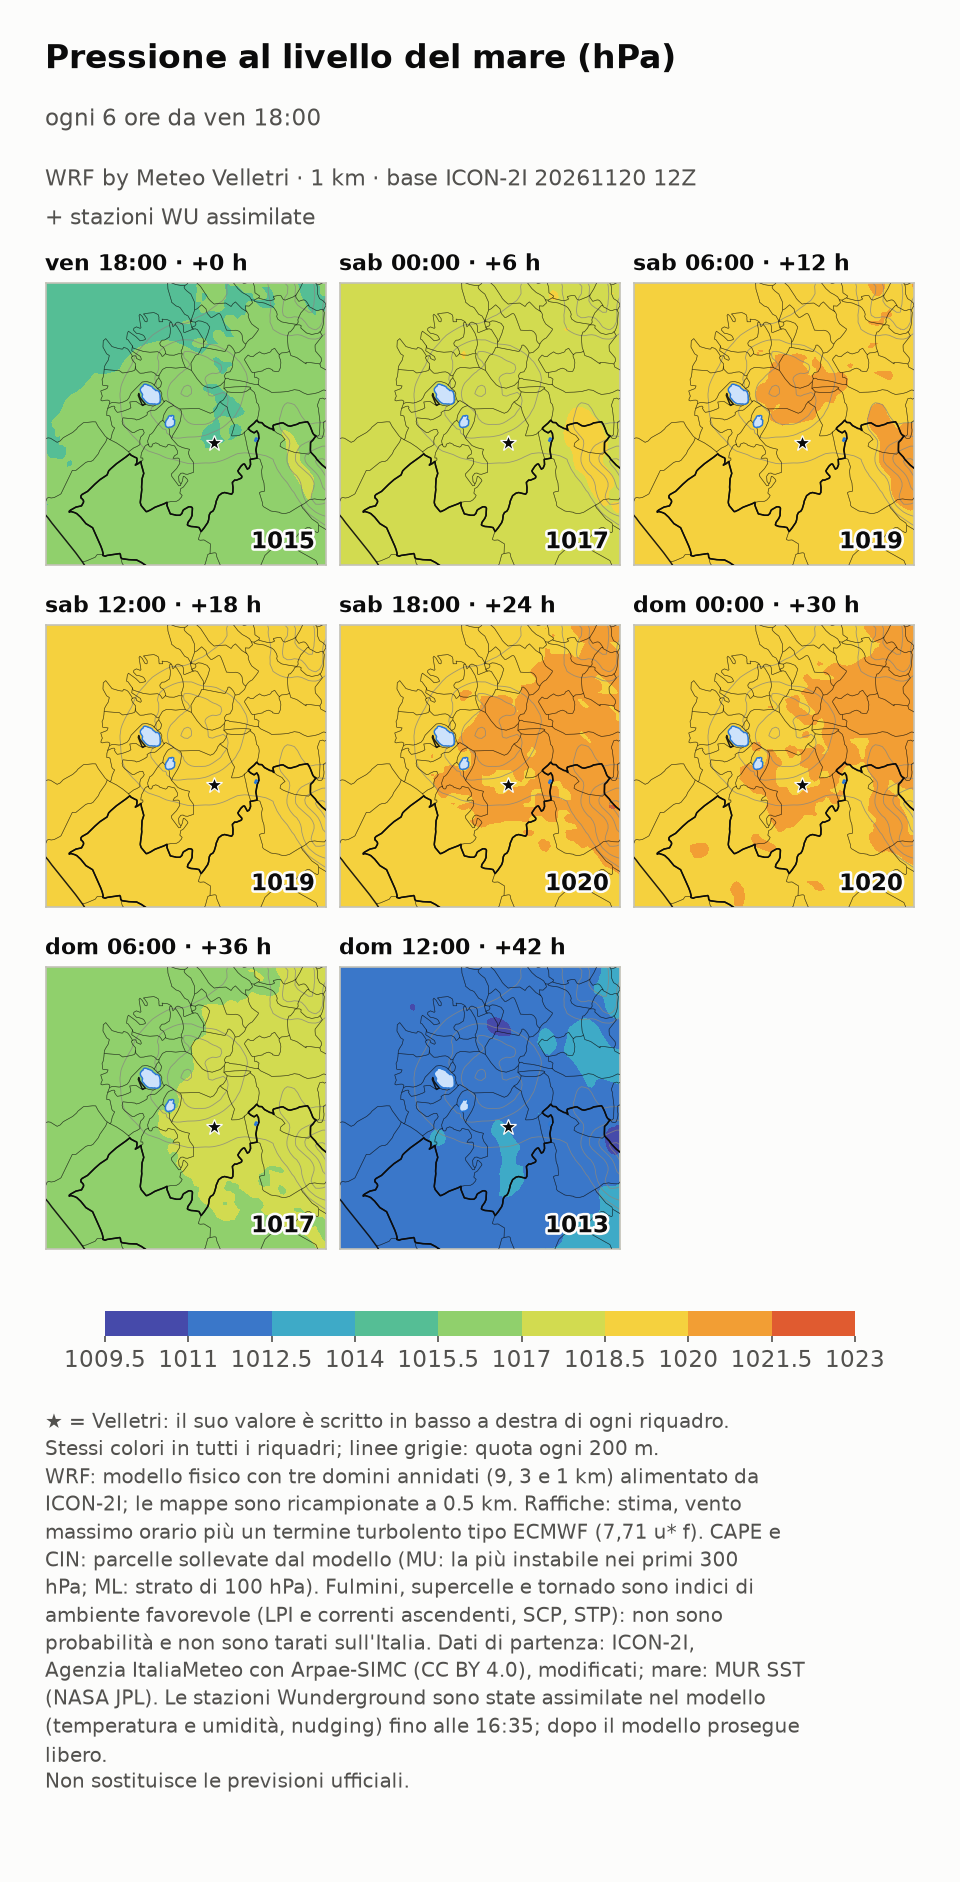 Pressione al livello del mare (hPa)
ogni 6 ore da ven 18:00
WRF by Meteo Velletri · 1 km · base ICON-2I 20261120 12Z
+ stazioni WU assimilate
ven 18:00 · +0 h
sab 00:00 · +6 h
sab 06:00 · +12 h
1015
1017
1019
sab 12:00 · +18 h
sab 18:00 · +24 h
dom 00:00 · +30 h
1019
1020
1020
dom 06:00 · +36 h
dom 12:00 · +42 h
1017
1013
1009.5 1011 1012.5 1014 1015.5 1017 1018.5 1020 1021.5 1023
★ = Velletri: il suo valore è scritto in basso a destra di ogni riquadro.
Stessi colori in tutti i riquadri; linee grigie: quota ogni 200 m.
WRF: modello fisico con tre domini annidati (9, 3 e 1 km) alimentato da
ICON-2I; le mappe sono ricampionate a 0.5 km. Raffiche: stima, vento
massimo orario più un termine turbolento tipo ECMWF (7,71 u* f). CAPE e
CIN: parcelle sollevate dal modello (MU: la più instabile nei primi 300
hPa; ML: strato di 100 hPa). Fulmini, supercelle e tornado sono indici di
ambiente favorevole (LPI e correnti ascendenti, SCP, STP): non sono
probabilità e non sono tarati sull'Italia. Dati di partenza: ICON-2I,
Agenzia ItaliaMeteo con Arpae-SIMC (CC BY 4.0), modificati; mare: MUR SST
(NASA JPL). Le stazioni Wunderground sono state assimilate nel modello
(temperatura e umidità, nudging) fino alle 16:35; dopo il modello prosegue
libero.
Non sostituisce le previsioni ufficiali.